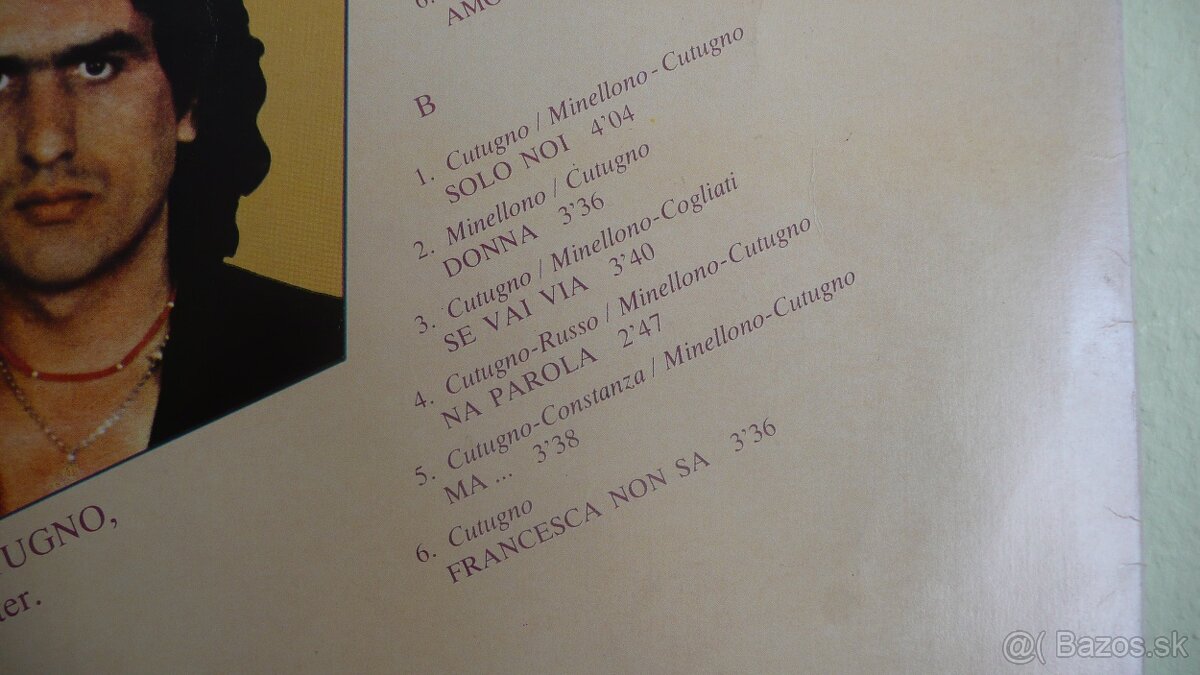 6.
AMO
B
1. Cutugno / Minellono-Cutugno
SOLO NOI 4'04
2. Minellono / Cutugno
DONNA 3'36
3. Cutugno / Minellono-Cogliati
SE VAI VIA 3'40
4. Cutugno-Russo / Minellono-Cutugno
NA PAROLA 2'47
5. Cutugno-Constanza / Minellono-Cutugno
MA ... 3'38
6. Cutugno
FRANCESCA NON SA 3'36
UGNO,
er.
@( Bazos.sk